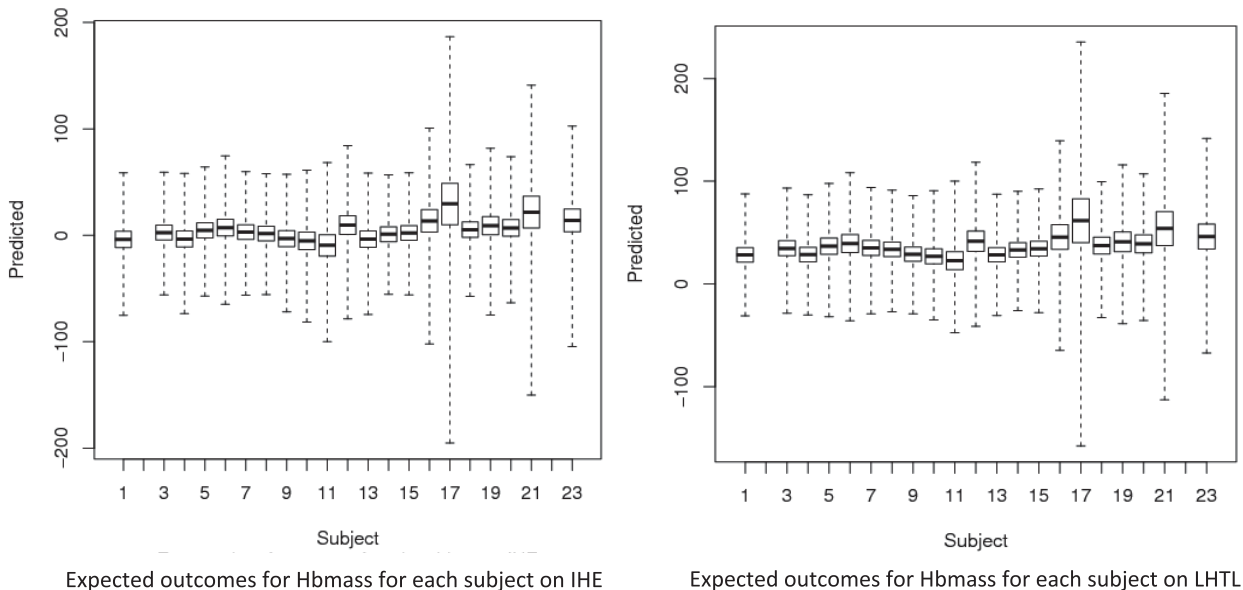 200
100
0
−100
−200
Predicted
1 3 5 7 9 11 13 15 17 19 21 23
Subject
Expected outcomes for Hbmass for each subject on IHE
200
100
0
−100
Predicted
1 3 5 7 9 11 13 15 17 19 21 23
Subject
Expected outcomes for Hbmass for each subject on LHTL